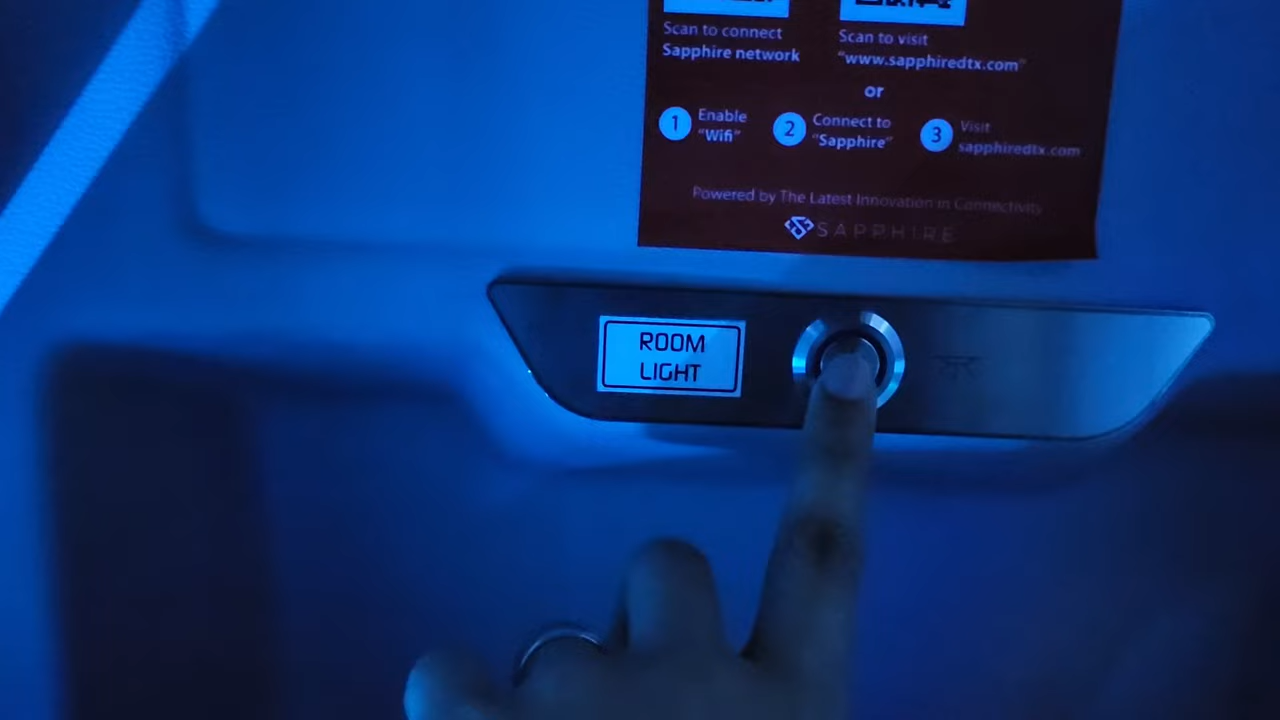 Scan to connect
Sapphire network
Scan to visit
"www.sapphiredtx.com"
or
1 Enable
"Wifi"
2 Connect to
"Sapphire"
3 Visit
sapphiredtx.com
Powered by The Latest Innovation in Connectivity
SAPPHIRE
ROOM
LIGHT